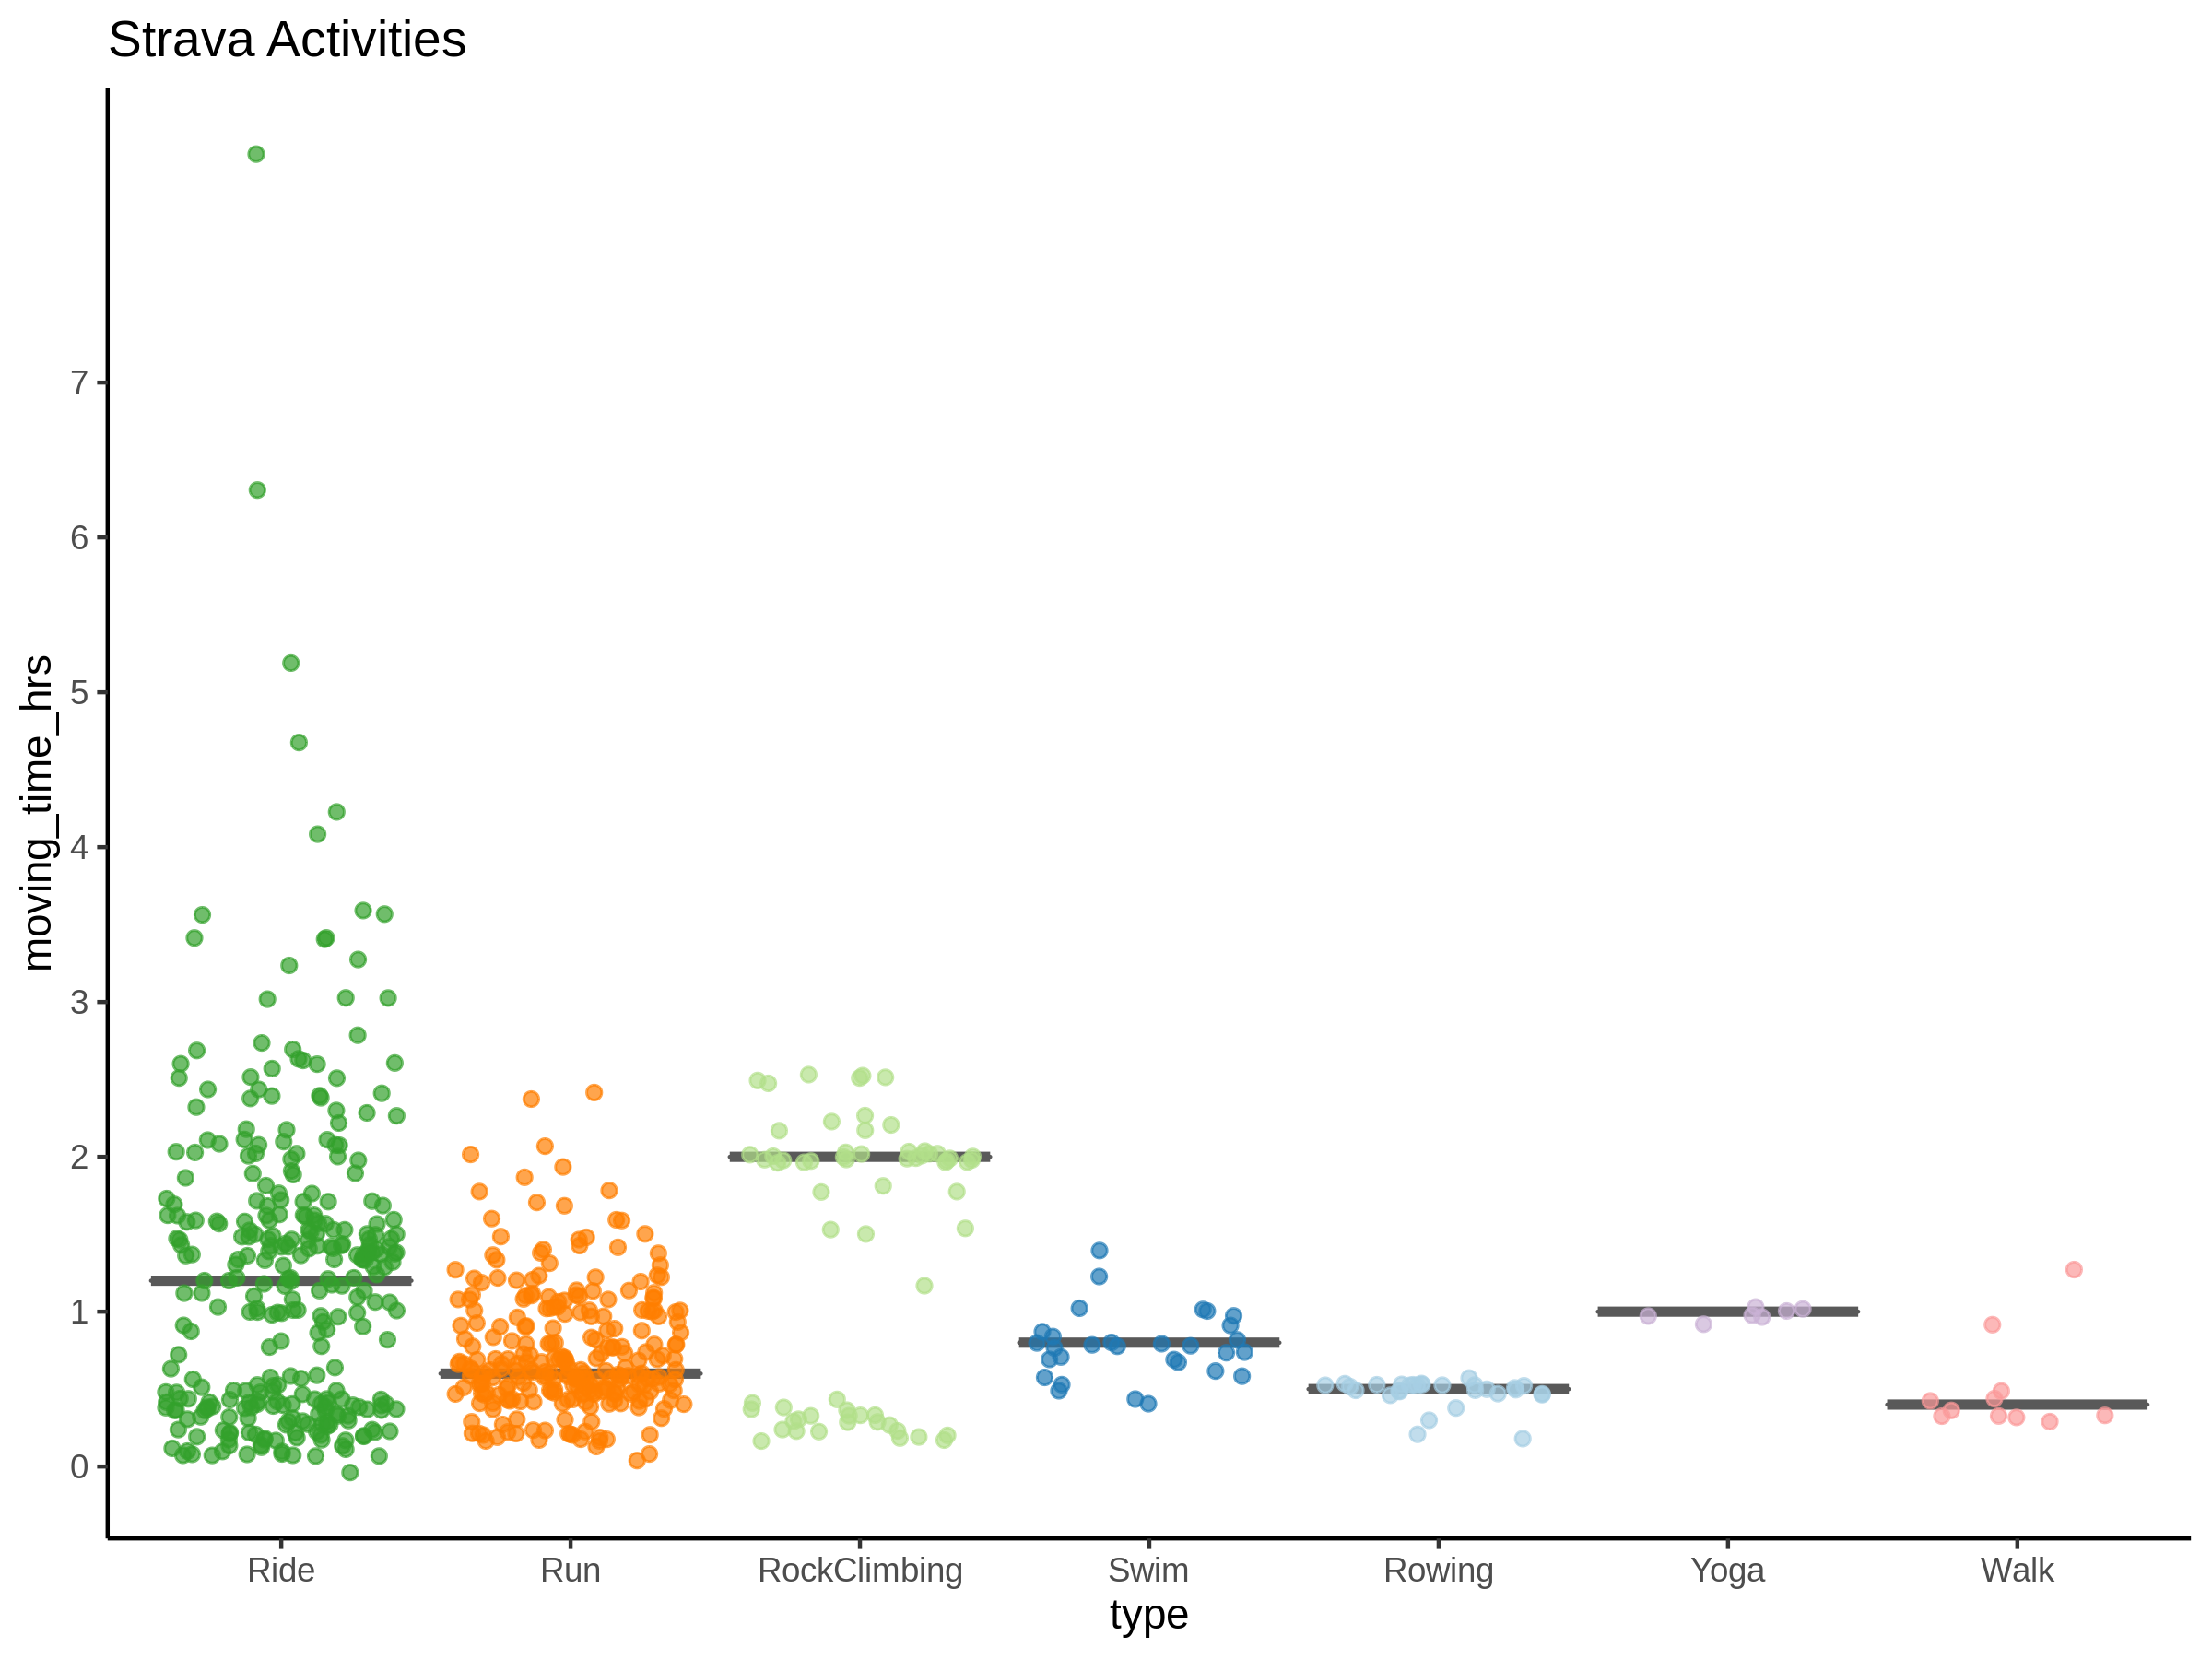 Strava Activities
moving_time_hrs
7
6
5
4
3
2
1
0
Ride Run RockClimbing Swim Rowing Yoga Walk
type